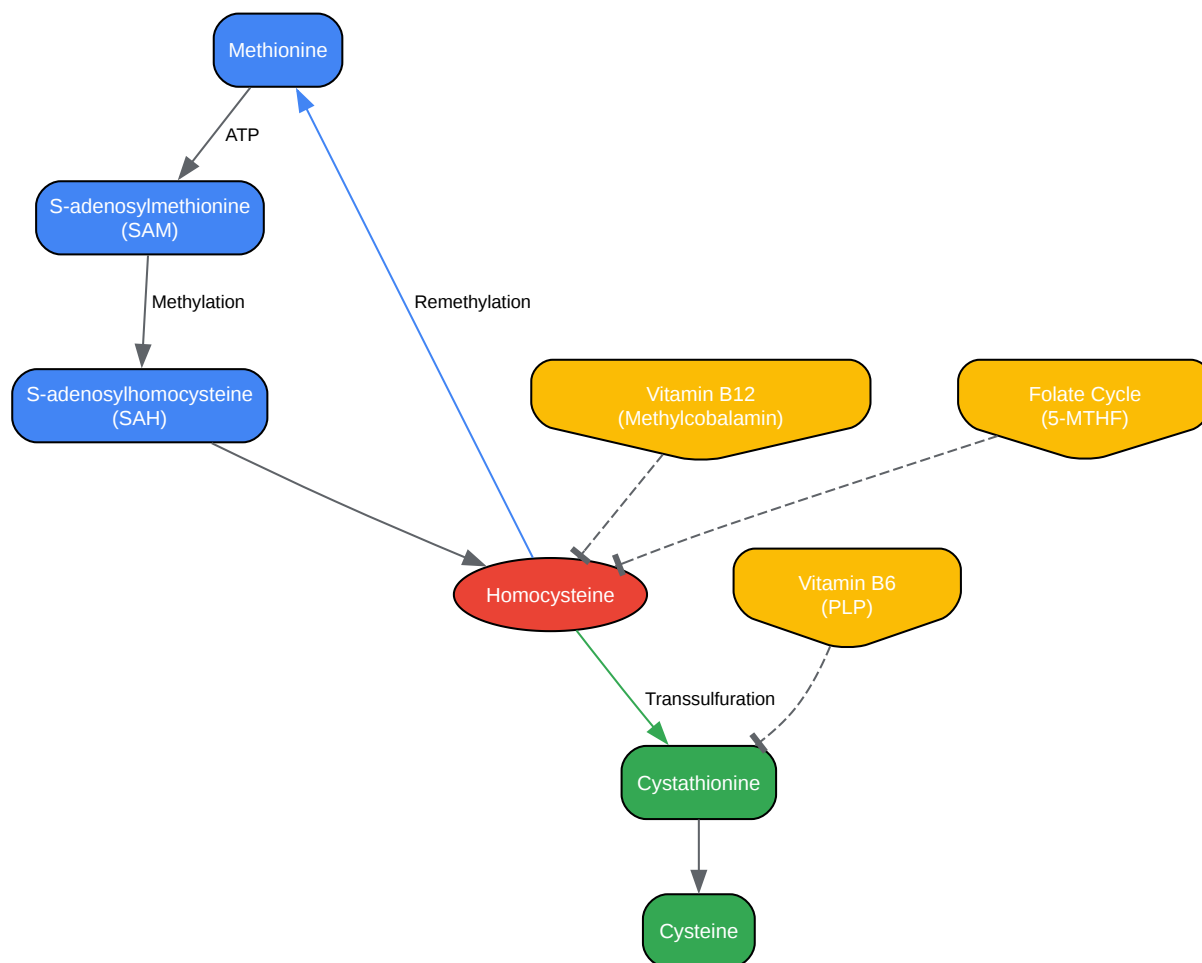 Methionine
ATP
S-adenosylmethionine
(SAM)
Methylation
Remethylation
S-adenosylhomocysteine
(SAH)
Vitamin B12
(Methylcobalamin)
Folate Cycle
(5-MTHF)
Homocysteine
Vitamin B6
(PLP)
Transsulfuration
Cystathionine
Cysteine